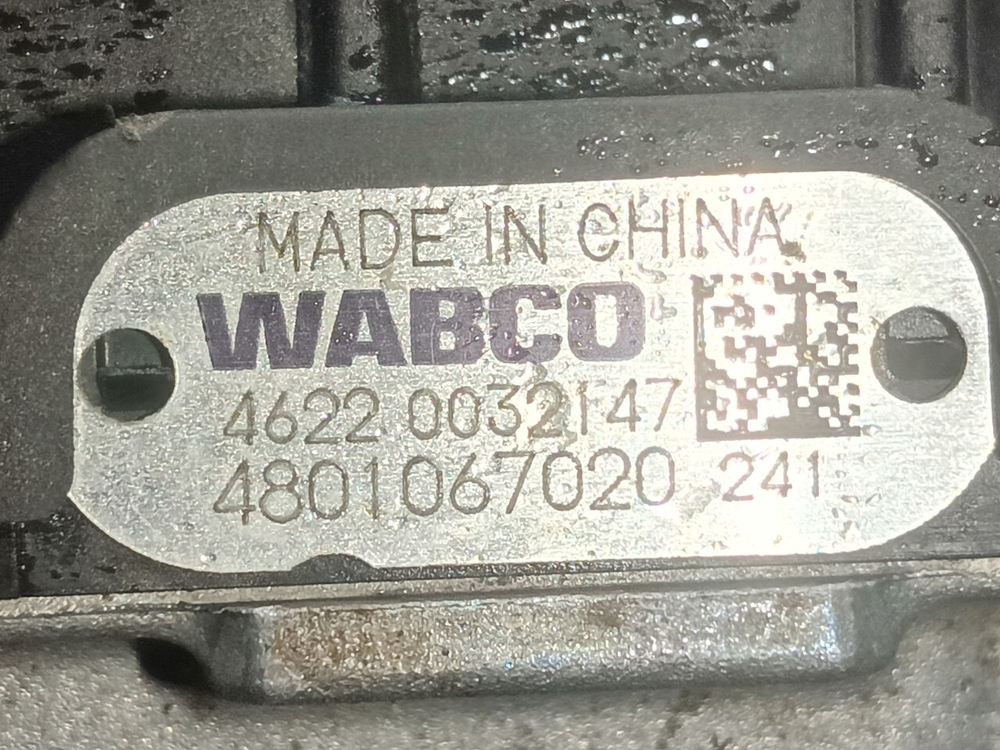 MADE IN CHINA
WABCO
4622 0032147
4801067020 241